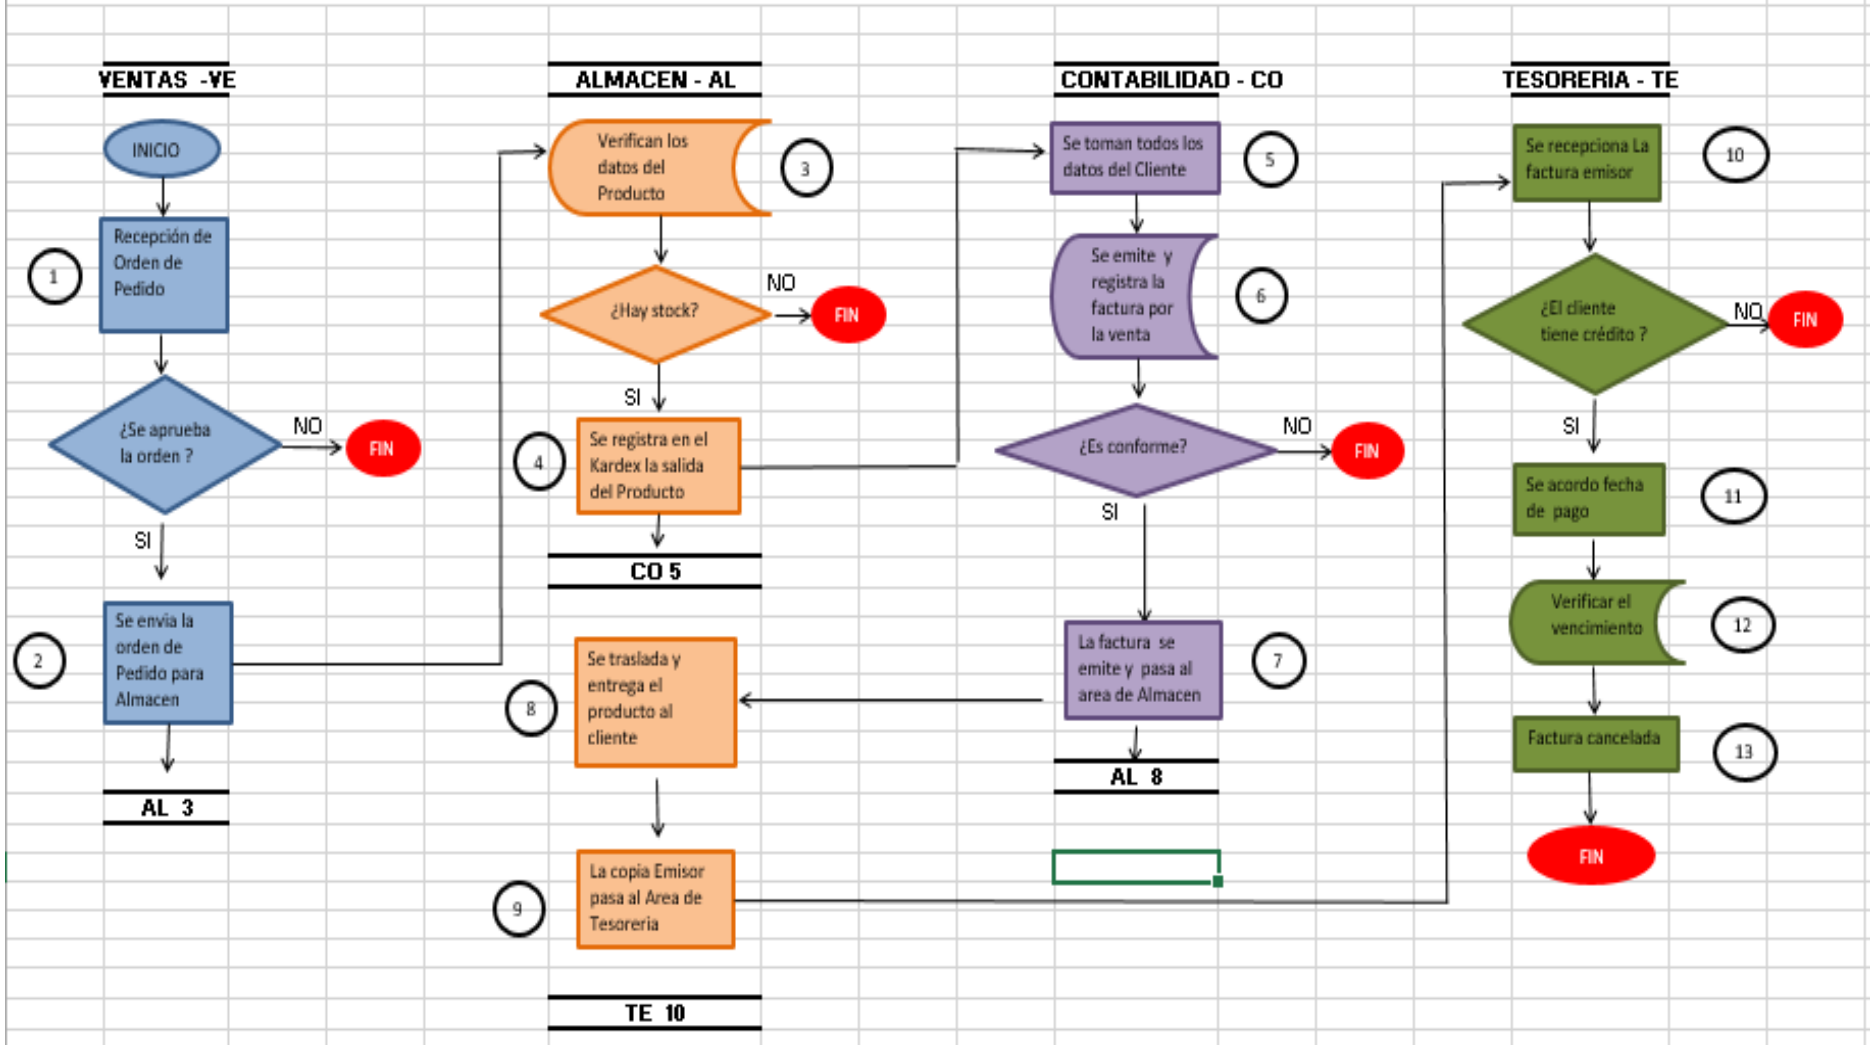 VENTAS -VE
INICIO
1
Recepción de
Orden de
Pedido
¿Se aprueba
la orden ?
NO
FIN
SI
2
Se envia la
orden de
Pedido para
Almacen
AL 3
ALMACEN - AL
Verifican los
datos del
Producto
3
¿Hay stock?
NO
FIN
SI
4
Se registra en el
Kardex la salida
del Producto
CO 5
8
Se traslada y
entrega el
producto al
cliente
9
La copia Emisor
pasa al Area de
Tesoreria
TE 10
CONTABILIDAD - CO
Se toman todos los
datos del Cliente
5
Se emite y
registra la
factura por
la venta
6
¿Es conforme?
NO
FIN
SI
La factura se
emite y pasa al
area de Almacen
7
AL 8
TESORERIA - TE
Se recepciona La
factura emisor
10
¿El cliente
tiene crédito ?
NO
FIN
SI
Se acordo fecha
de pago
11
Verificar el
vencimiento
12
Factura cancelada
13
FIN